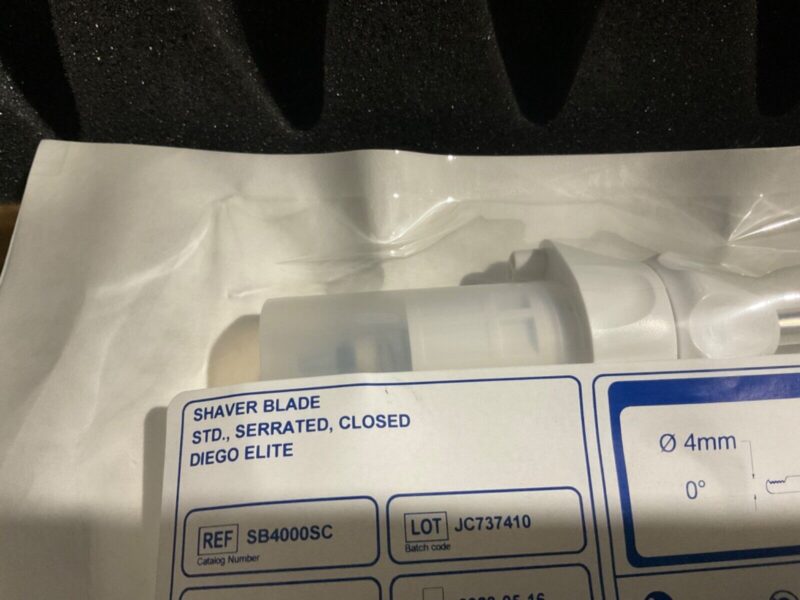 SHAVER BLADE
STD., SERRATED, CLOSED
DIEGO ELITE
REF SB4000SC
Catalog Number
LOT JC737410
Batch code
Ø 4mm
0°